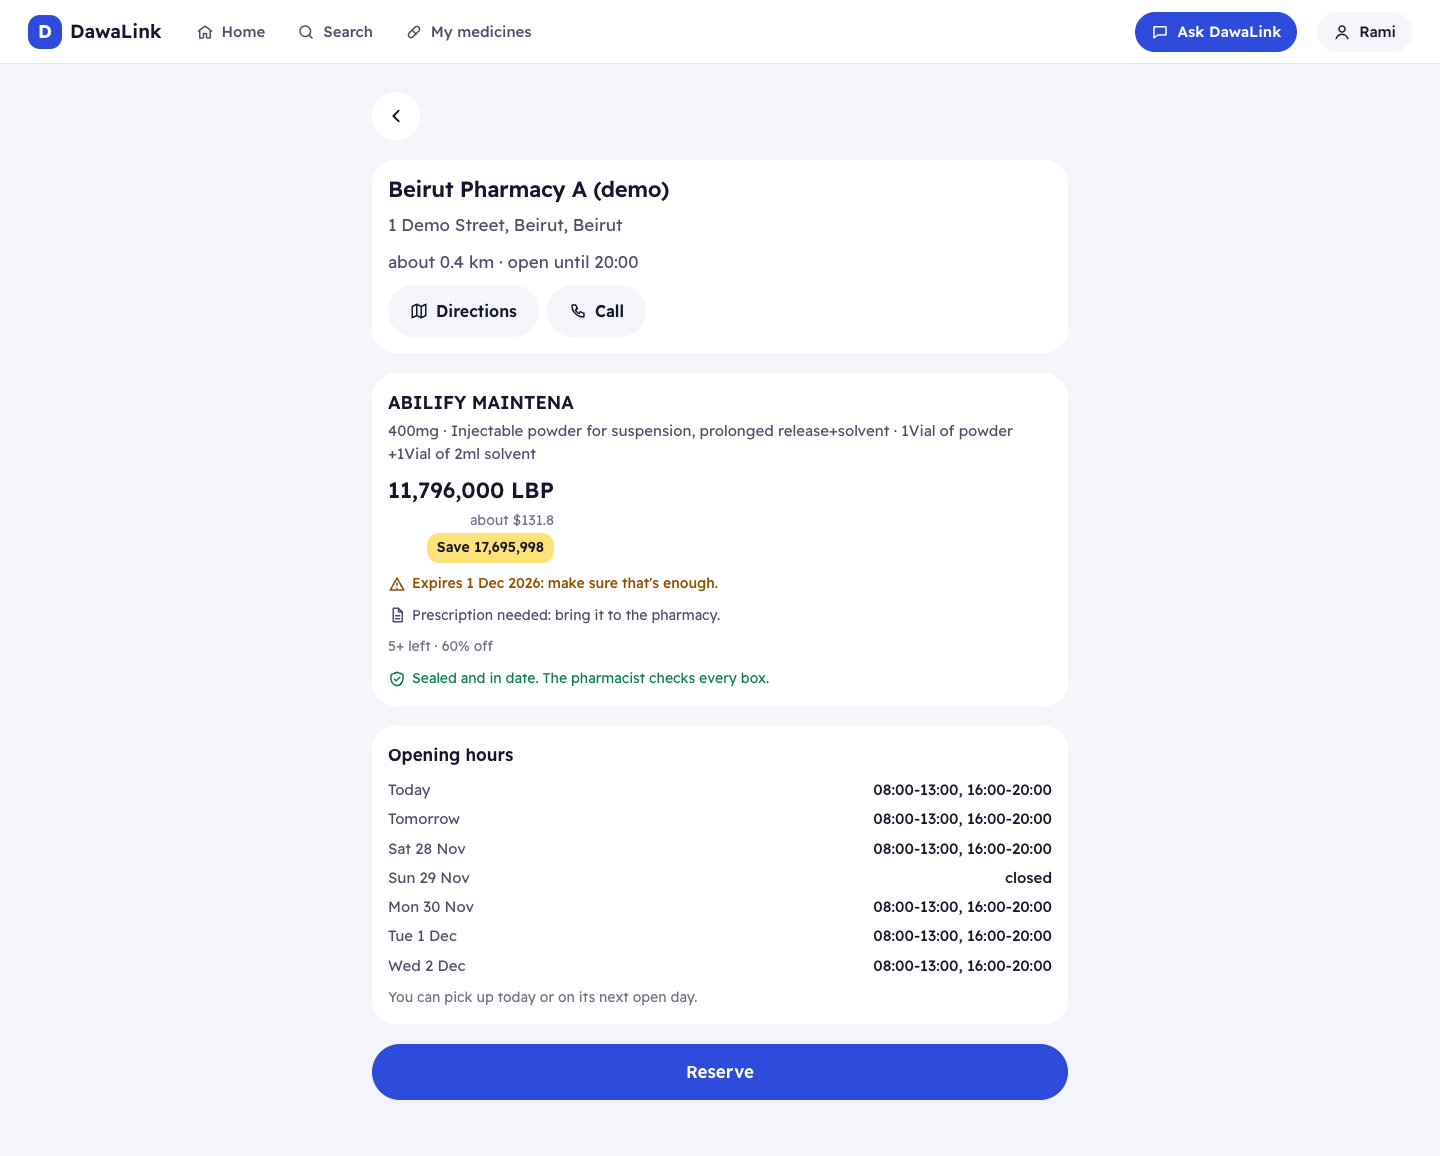 D DawaLink Home Search My medicines Ask DawaLink Rami
Beirut Pharmacy A (demo)
1 Demo Street, Beirut, Beirut
about 0.4 km · open until 20:00
Directions Call
ABILIFY MAINTENA
400mg · Injectable powder for suspension, prolonged release+solvent · 1Vial of powder
+1Vial of 2ml solvent
11,796,000 LBP
about $131.8
Save 17,695,998
Expires 1 Dec 2026: make sure that's enough.
Prescription needed: bring it to the pharmacy.
5+ left · 60% off
Sealed and in date. The pharmacist checks every box.
Opening hours
Today 08:00-13:00, 16:00-20:00
Tomorrow 08:00-13:00, 16:00-20:00
Sat 28 Nov 08:00-13:00, 16:00-20:00
Sun 29 Nov closed
Mon 30 Nov 08:00-13:00, 16:00-20:00
Tue 1 Dec 08:00-13:00, 16:00-20:00
Wed 2 Dec 08:00-13:00, 16:00-20:00
You can pick up today or on its next open day.
Reserve